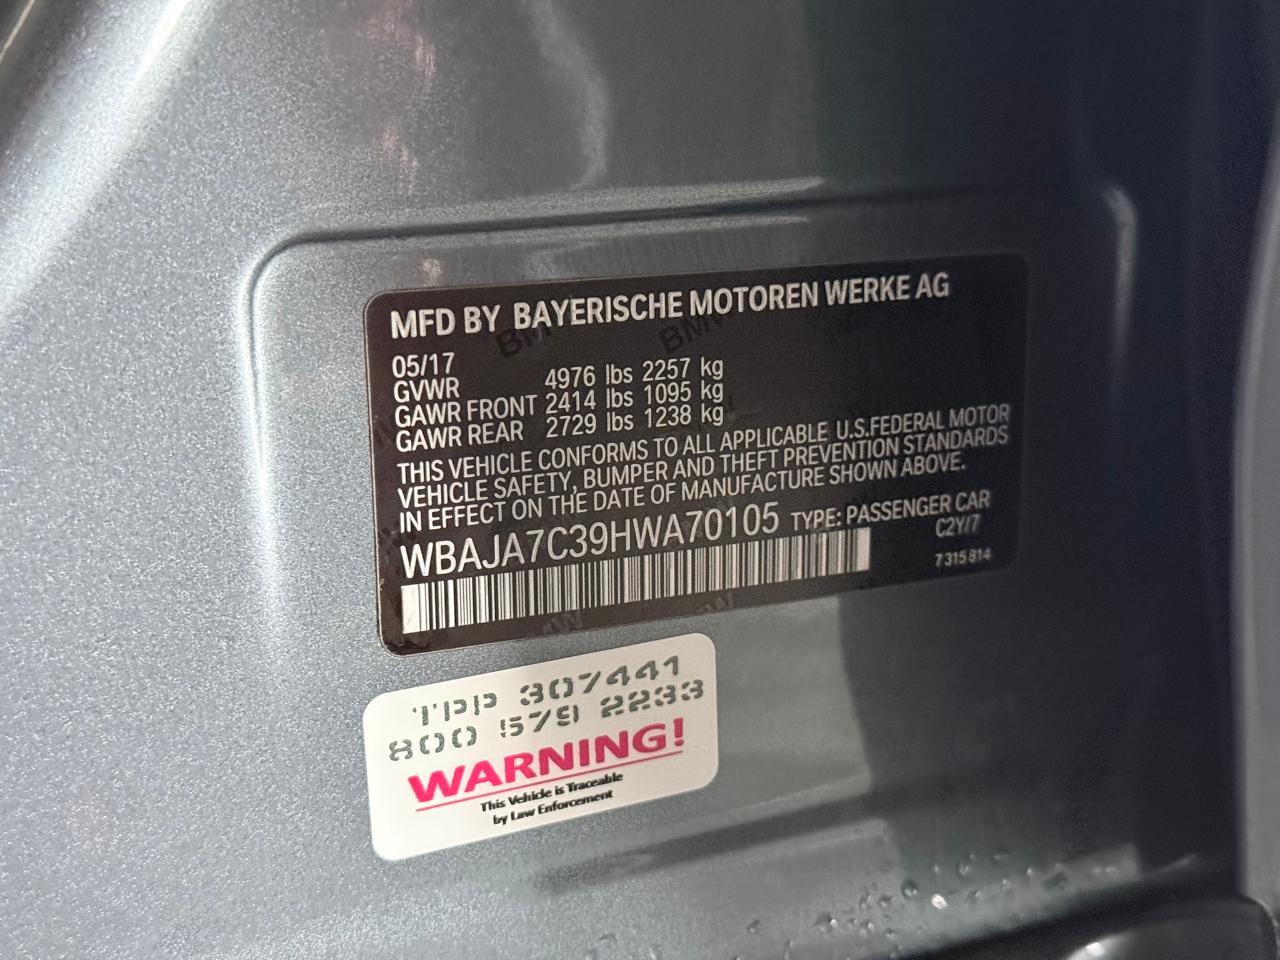 MFD BY BAYERISCHE MOTOREN WERKE AG
05/17
GVWR 4976 lbs 2257 kg
GAWR FRONT 2414 lbs 1095 kg
GAWR REAR 2729 lbs 1238 kg
THIS VEHICLE CONFORMS TO ALL APPLICABLE U.S.FEDERAL MOTOR
VEHICLE SAFETY, BUMPER AND THEFT PREVENTION STANDARDS
IN EFFECT ON THE DATE OF MANUFACTURE SHOWN ABOVE.
WBAJA7C39HWA70105 TYPE: PASSENGER CAR
C2Y/7
7 315 814
TPP 307441
800 579 2233
WARNING!
This Vehicle is Traceable
by Law Enforcement